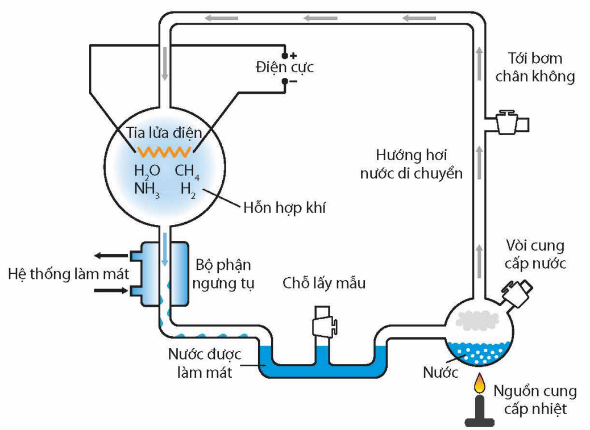 Điện cực
+
−
Tới bơm
chân không
Tia lửa điện
H₂O CH₄
NH₃ H₂
Hướng hơi
nước di chuyển
Hỗn hợp khí
Hệ thống làm mát
Bộ phận
ngưng tụ
Chỗ lấy mẫu
Vòi cung
cấp nước
Nước được
làm mát
Nước
Nguồn cung
cấp nhiệt